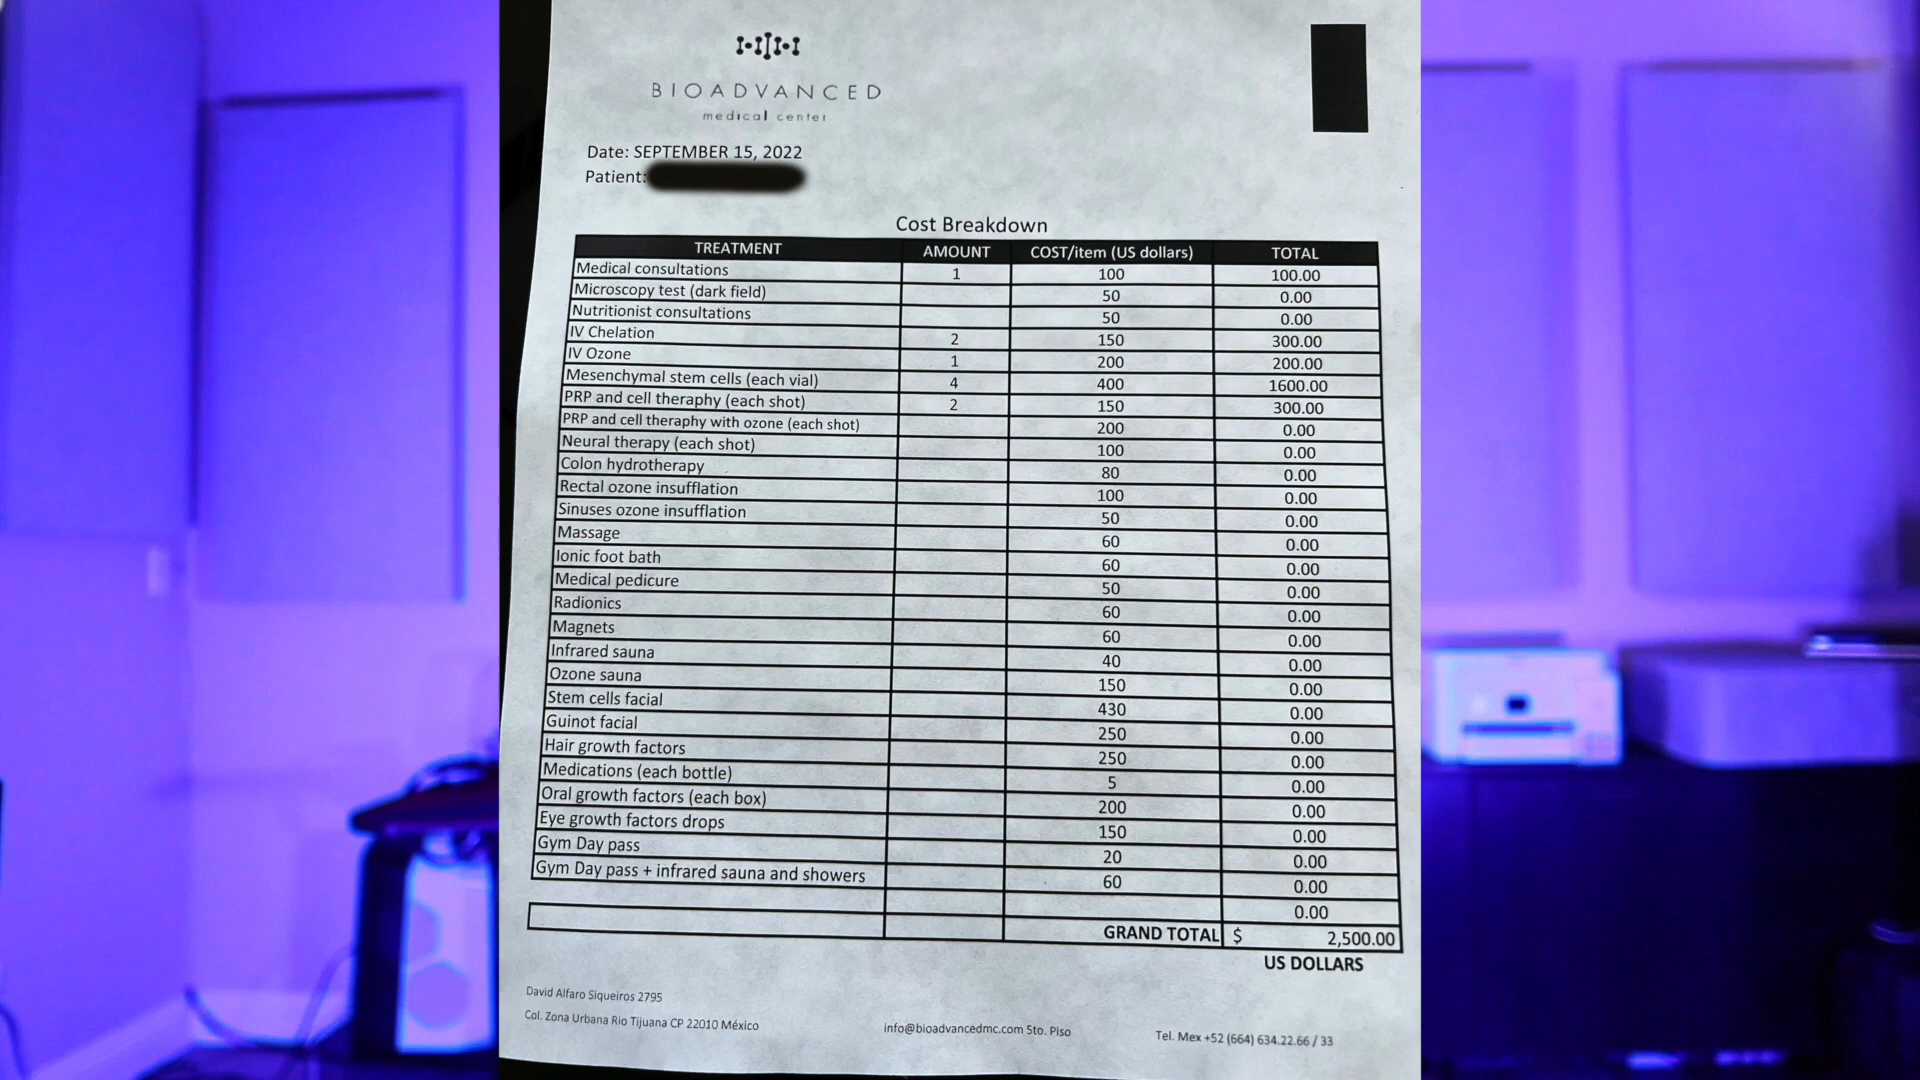 BIOADVANCED
medical center
Date: SEPTEMBER 15, 2022
Patient:
Cost Breakdown
TREATMENT AMOUNT COST/item (US dollars) TOTAL
Medical consultations 1 100 100.00
Microscopy test (dark field) 50 0.00
Nutritionist consultations 50 0.00
IV Chelation 2 150 300.00
IV Ozone 1 200 200.00
Mesenchymal stem cells (each vial) 4 400 1600.00
PRP and cell theraphy (each shot) 2 150 300.00
PRP and cell theraphy with ozone (each shot) 200 0.00
Neural therapy (each shot) 100 0.00
Colon hydrotherapy 80 0.00
Rectal ozone insufflation 100 0.00
Sinuses ozone insufflation 50 0.00
Massage 60 0.00
Ionic foot bath 60 0.00
Medical pedicure 50 0.00
Radionics 60 0.00
Magnets 60 0.00
Infrared sauna 40 0.00
Ozone sauna 150 0.00
Stem cells facial 430 0.00
Guinot facial 250 0.00
Hair growth factors 250 0.00
Medications (each bottle) 5 0.00
Oral growth factors (each box) 200 0.00
Eye growth factors drops 150 0.00
Gym Day pass 20 0.00
Gym Day pass + infrared sauna and showers 60 0.00
0.00
GRAND TOTAL $ 2,500.00
US DOLLARS
David Alfaro Siqueiros 2795
Col. Zona Urbana Rio Tijuana CP 22010 México info@bioadvancedmc.com 5to. Piso Tel. Mex +52 (664) 634.22.66 / 33